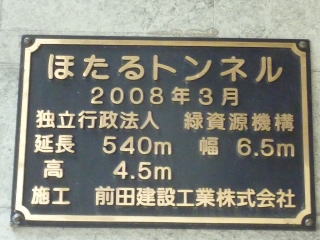 ほたるトンネル
2008年3月
独立行政法人 緑資源機構
延長 540m 幅 6.5m
高 4.5m
施工 前田建設工業株式会社